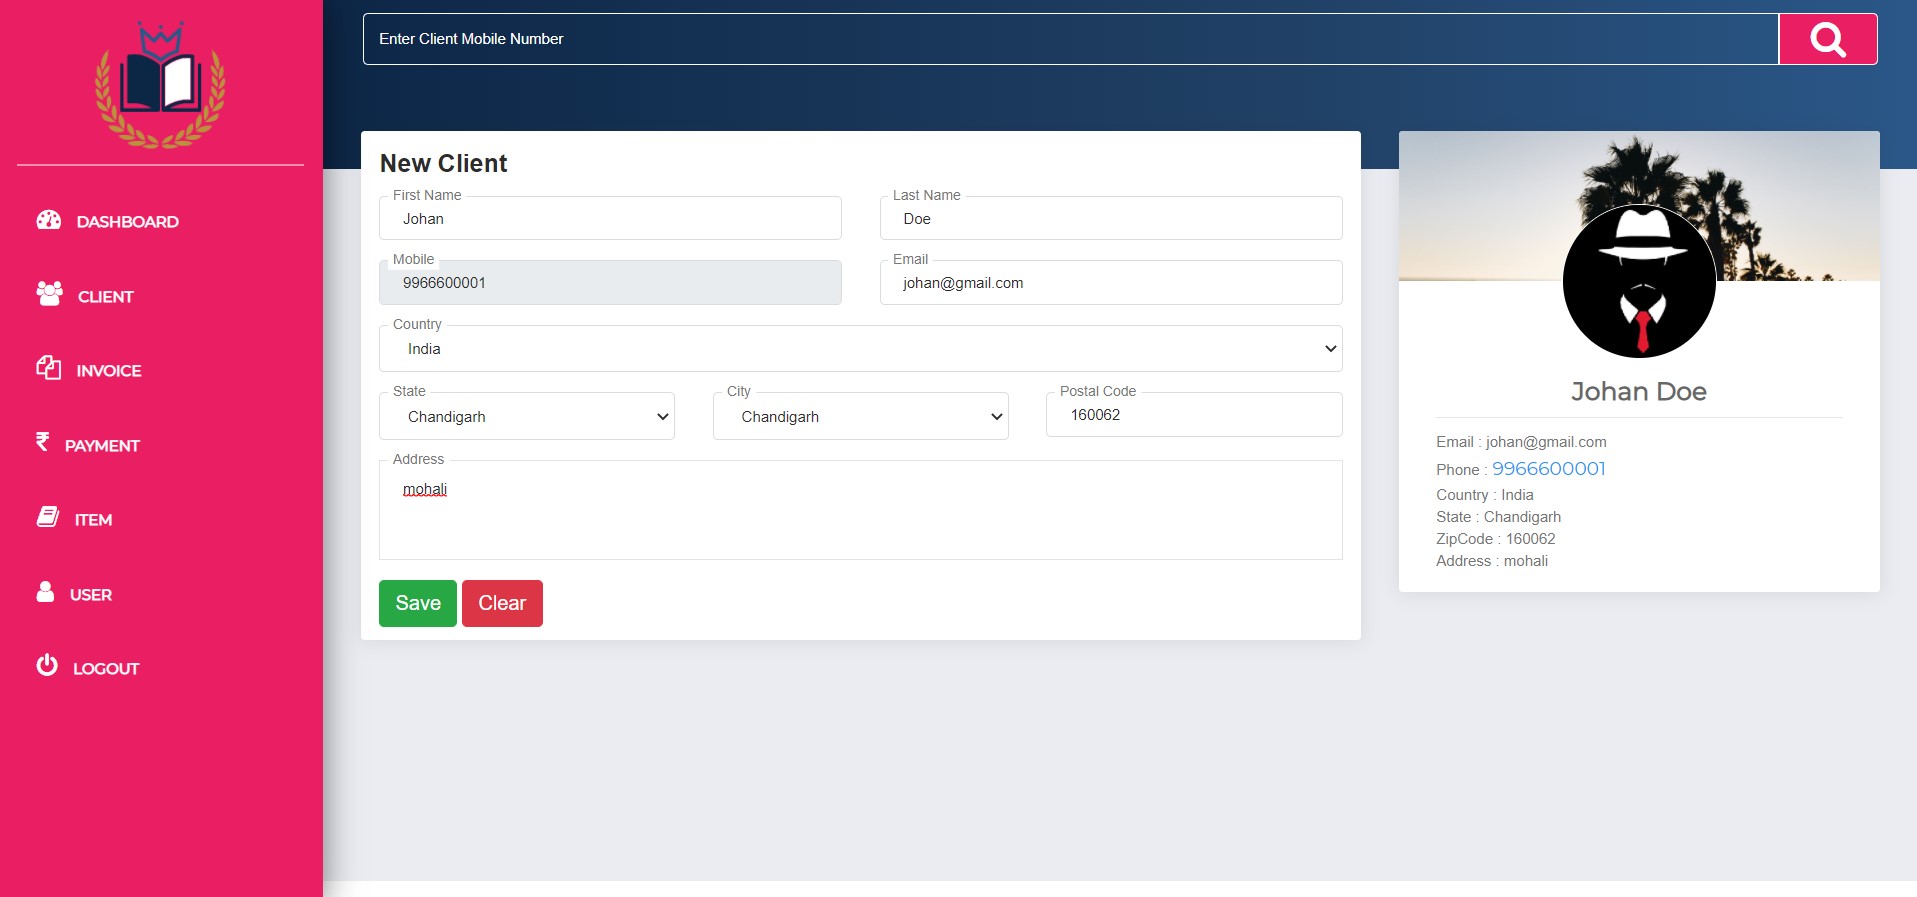 Enter Client Mobile Number
DASHBOARD
CLIENT
INVOICE
PAYMENT
ITEM
USER
LOGOUT
New Client
First Name
Johan
Last Name
Doe
Mobile
9966600001
Email
johan@gmail.com
Country
India
State
Chandigarh
City
Chandigarh
Postal Code
160062
Address
mohali
Save
Clear
Johan Doe
Email : johan@gmail.com
Phone : 9966600001
Country : India
State : Chandigarh
ZipCode : 160062
Address : mohali